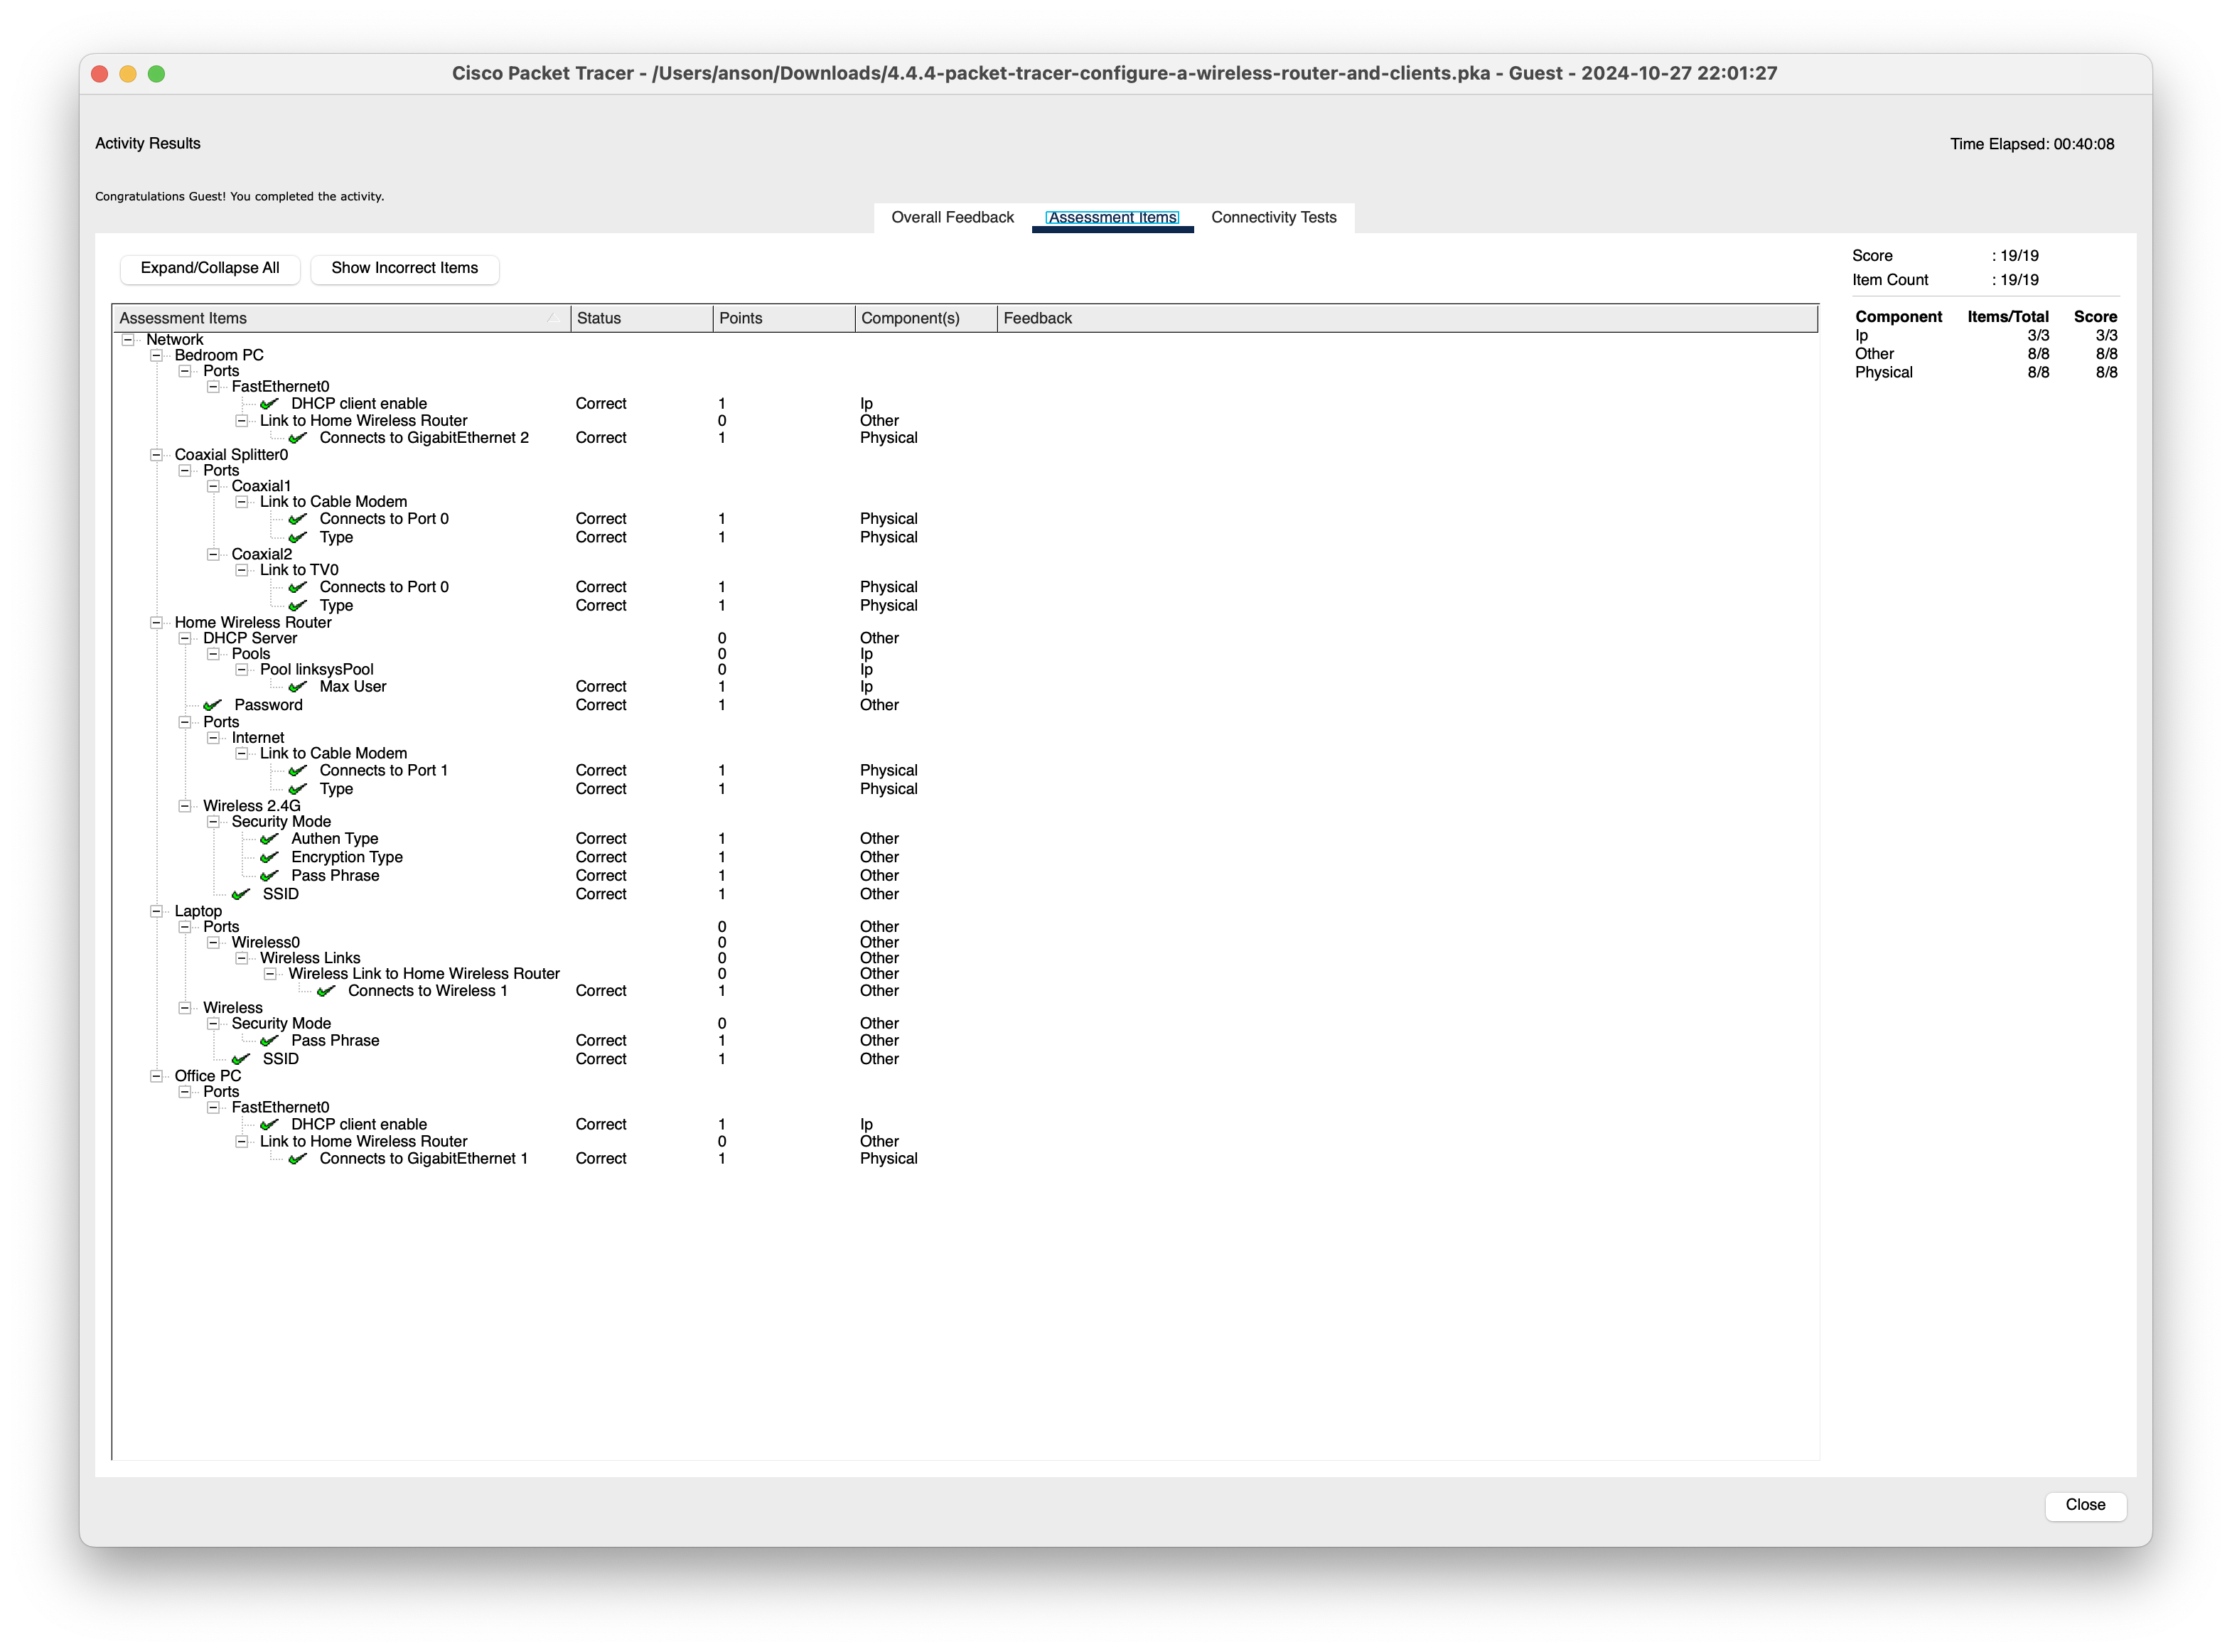 Cisco Packet Tracer - /Users/anson/Downloads/4.4.4-packet-tracer-configure-a-wireless-router-and-clients.pka - Guest - 2024-10-27 22:01:27
Activity Results
Time Elapsed: 00:40:08
Congratulations Guest! You completed the activity.
Overall Feedback Assessment Items Connectivity Tests
Expand/Collapse All Show Incorrect Items
Assessment Items Status Points Component(s) Feedback
Network
Bedroom PC
Ports
FastEthernet0
DHCP client enable Correct 1 Ip
Link to Home Wireless Router 0 Other
Connects to GigabitEthernet 2 Correct 1 Physical
Coaxial Splitter0
Ports
Coaxial1
Link to Cable Modem
Connects to Port 0 Correct 1 Physical
Type Correct 1 Physical
Coaxial2
Link to TV0
Connects to Port 0 Correct 1 Physical
Type Correct 1 Physical
Home Wireless Router
DHCP Server 0 Other
Pools 0 Ip
Pool linksysPool 0 Ip
Max User Correct 1 Ip
Password Correct 1 Other
Ports
Internet
Link to Cable Modem
Connects to Port 1 Correct 1 Physical
Type Correct 1 Physical
Wireless 2.4G
Security Mode
Authen Type Correct 1 Other
Encryption Type Correct 1 Other
Pass Phrase Correct 1 Other
SSID Correct 1 Other
Laptop
Ports 0 Other
Wireless0 0 Other
Wireless Links 0 Other
Wireless Link to Home Wireless Router 0 Other
Connects to Wireless 1 Correct 1 Other
Wireless
Security Mode 0 Other
Pass Phrase Correct 1 Other
SSID Correct 1 Other
Office PC
Ports
FastEthernet0
DHCP client enable Correct 1 Ip
Link to Home Wireless Router 0 Other
Connects to GigabitEthernet 1 Correct 1 Physical
Score : 19/19
Item Count : 19/19
Component Items/Total Score
Ip 3/3 3/3
Other 8/8 8/8
Physical 8/8 8/8
Close